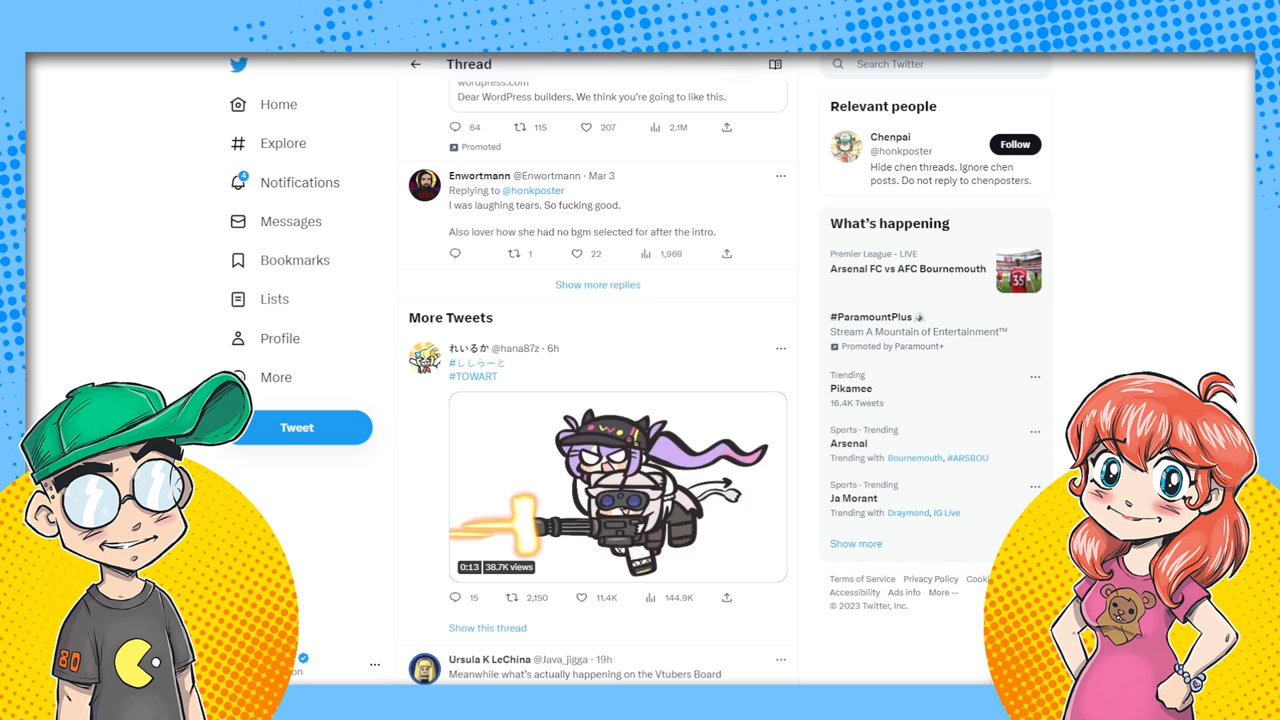 Home
Explore
4
Notifications
Messages
Bookmarks
Lists
Profile
More
Tweet
Thread
wordpress.com
Dear WordPress builders. We think you're going to like this.
64 115 207 2.1M
Promoted
Enwortmann @Enwortmann · Mar 3
Replying to @honkposter
I was laughing tears. So fucking good.
Also lover how she had no bgm selected for after the intro.
1 22 1,969
Show more replies
More Tweets
れいるか @hana87z · 6h
#ししらーと
#TOWART
0:13 38.7K views
15 2,150 11.4K 144.9K
Show this thread
Ursula K LeChina @Java_jigga · 19h
Meanwhile what's actually happening on the Vtubers Board
Search Twitter
Relevant people
Chenpai
@honkposter
Follow
Hide chen threads. Ignore chen
posts. Do not reply to chenposters.
What's happening
Premier League · LIVE
Arsenal FC vs AFC Bournemouth
35
#ParamountPlus
Stream A Mountain of Entertainment™
Promoted by Paramount+
Trending
Pikamee
16.4K Tweets
Sports · Trending
Arsenal
Trending with Bournemouth, #ARSBOU
Sports · Trending
Ja Morant
Trending with Draymond, IG Live
Show more
Terms of Service Privacy Policy Cooki
Accessibility Ads info More ···
© 2023 Twitter, Inc.
80
on